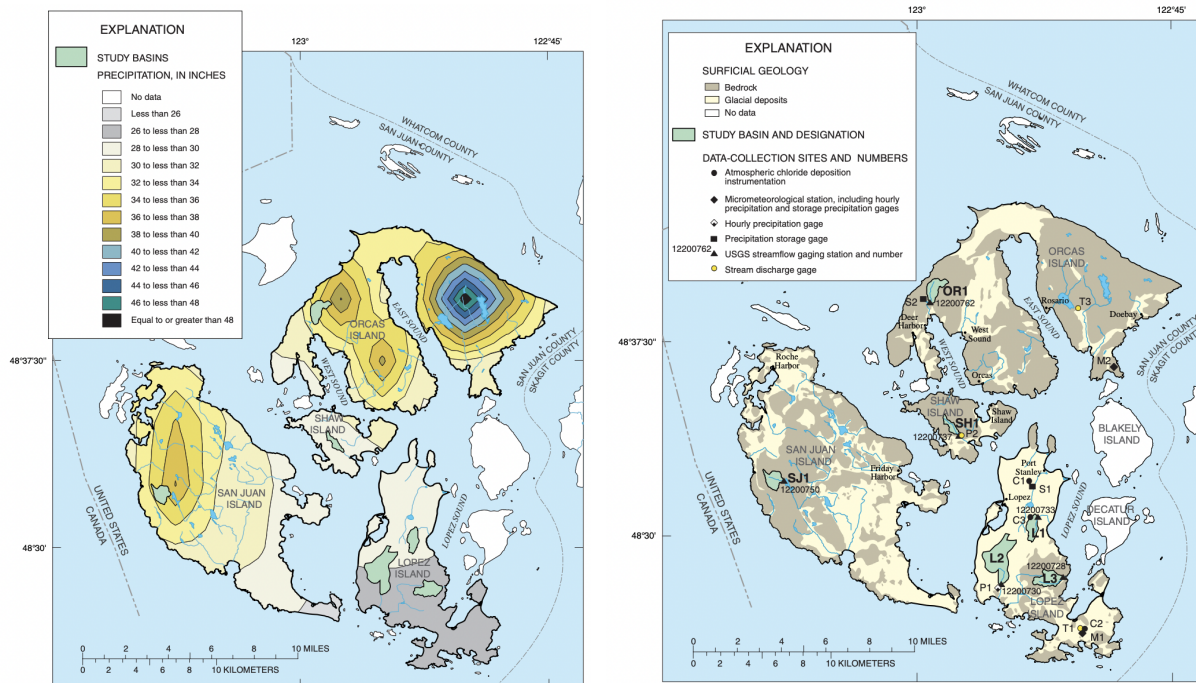 EXPLANATION
STUDY BASINS
PRECIPITATION, IN INCHES
No data
Less than 26
26 to less than 28
28 to less than 30
30 to less than 32
32 to less than 34
34 to less than 36
36 to less than 38
38 to less than 40
40 to less than 42
42 to less than 44
44 to less than 46
46 to less than 48
Equal to or greater than 48
123°
122°45'
WHATCOM COUNTY
SAN JUAN COUNTY
EAST SOUND
ORCAS
ISLAND
48°37'30"
WEST SOUND
SAN JUAN COUNTY
SKAGIT COUNTY
SHAW
ISLAND
SAN JUAN
ISLAND
UNITED STATES
CANADA
LOPEZ SOUND
48°30'
LOPEZ
ISLAND
0 2 4 6 8 10 MILES
0 2 4 6 8 10 KILOMETERS
EXPLANATION
SURFICIAL GEOLOGY
Bedrock
Glacial deposits
No data
STUDY BASIN AND DESIGNATION
DATA-COLLECTION SITES AND NUMBERS
Atmospheric chloride deposition
instrumentation
Micrometeorological station, including hourly
precipitation and storage precipitation gages
Hourly precipitation gage
Precipitation storage gage
12200762
USGS streamflow gaging station and number
Stream discharge gage
123°
122°45'
WHATCOM COUNTY
SAN JUAN COUNTY
ORCAS
ISLAND
OR1
S2
12200762
Rosario
T3
Doebay
Deer
Harbor
EAST SOUND
West
Sound
48°37'30"
WEST SOUND
Orcas
M2
SAN JUAN COUNTY
SKAGIT COUNTY
Roche
Harbor
SHAW
ISLAND
Shaw
Island
SH1
P2
12200737
BLAKELY
ISLAND
SAN JUAN
ISLAND
Friday
Harbor
SJ1
12200750
Port
Stanley
C1
S1
Lopez
LOPEZ SOUND
12200733
C3
DECATUR
ISLAND
L1
48°30'
L2
12200728
L3
P1
12200730
LOPEZ
ISLAND
T1
C2
M1
UNITED STATES
CANADA
0 2 4 6 8 10 MILES
0 2 4 6 8 10 KILOMETERS